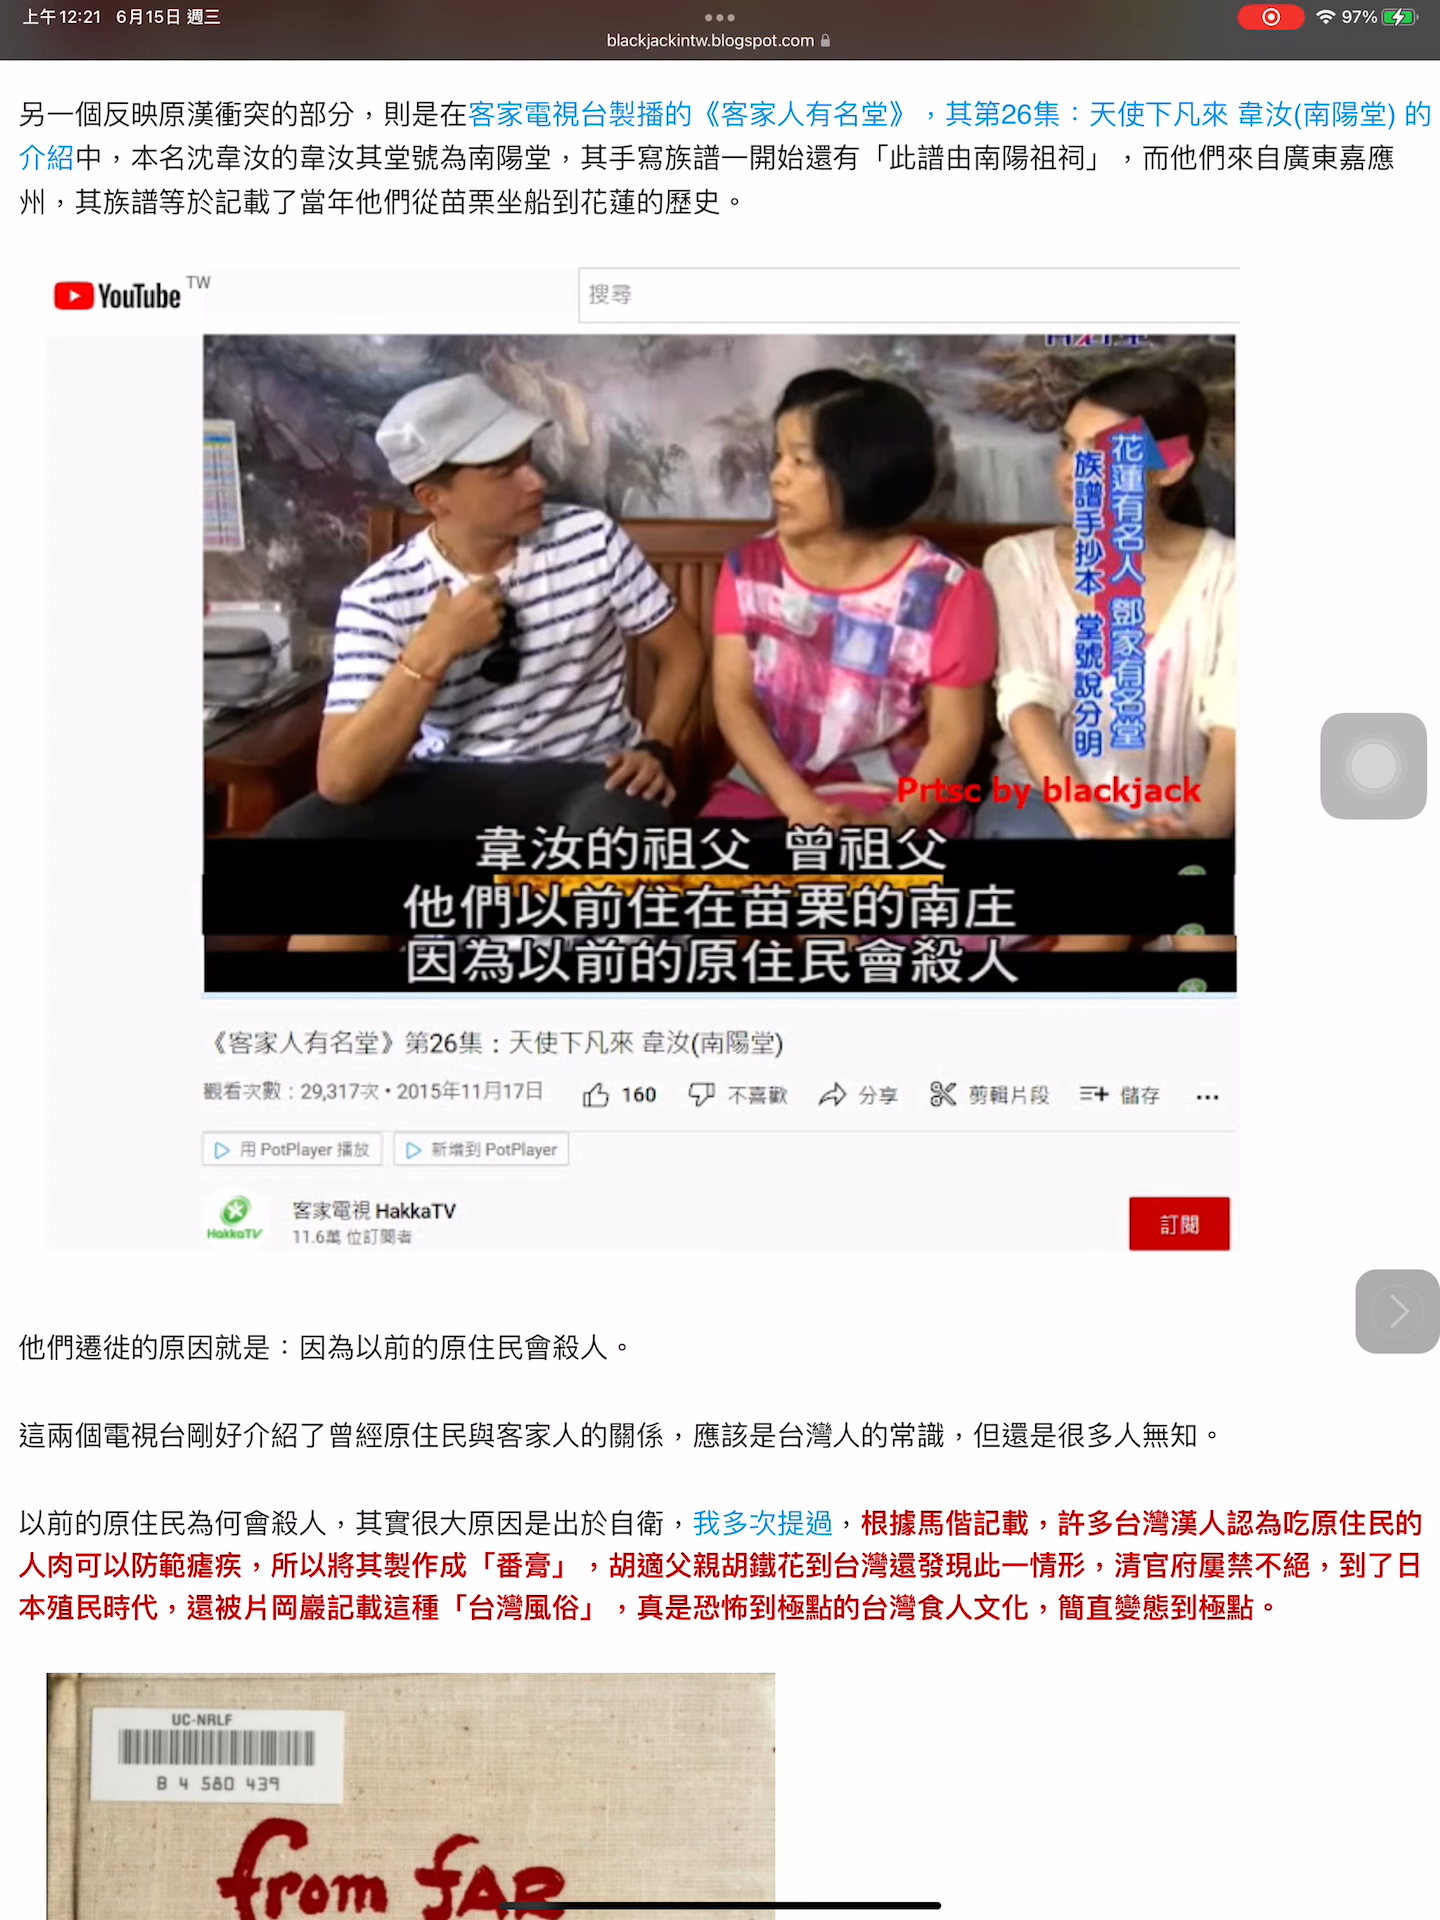 上午12:21 6月15日 週三
97%
blackjackintw.blogspot.com
另一個反映原漢衝突的部分，則是在客家電視台製播的《客家人有名堂》，其第26集：天使下凡來 韋汝(南陽堂) 的
介紹中，本名沈韋汝的韋汝其堂號為南陽堂，其手寫族譜一開始還有「此譜由南陽祖祠」，而他們來自廣東嘉應
州，其族譜等於記載了當年他們從苗栗坐船到花蓮的歷史。
YouTube TW
搜尋
花蓮有名人 鄧家有名堂
族譜手抄本 堂號說分明
Prtsc by blackjack
韋汝的祖父 曾祖父
他們以前住在苗栗的南庄
因為以前的原住民會殺人
《客家人有名堂》第26集：天使下凡來 韋汝(南陽堂)
觀看次數：29,317次 • 2015年11月17日 160 不喜歡 分享 剪輯片段 儲存
用 PotPlayer 播放 新增到 PotPlayer
HakkaTV
客家電視 HakkaTV
11.6萬 位訂閱者
訂閱
他們遷徙的原因就是：因為以前的原住民會殺人。
這兩個電視台剛好介紹了曾經原住民與客家人的關係，應該是台灣人的常識，但還是很多人無知。
以前的原住民為何會殺人，其實很大原因是出於自衛，我多次提過，根據馬偕記載，許多台灣漢人認為吃原住民的
人肉可以防範瘧疾，所以將其製作成「番膏」，胡適父親胡鐵花到台灣還發現此一情形，清官府屢禁不絕，到了日
本殖民時代，還被片岡巖記載這種「台灣風俗」，真是恐怖到極點的台灣食人文化，簡直變態到極點。
UC-NRLF
B 4 580 439
from FAR